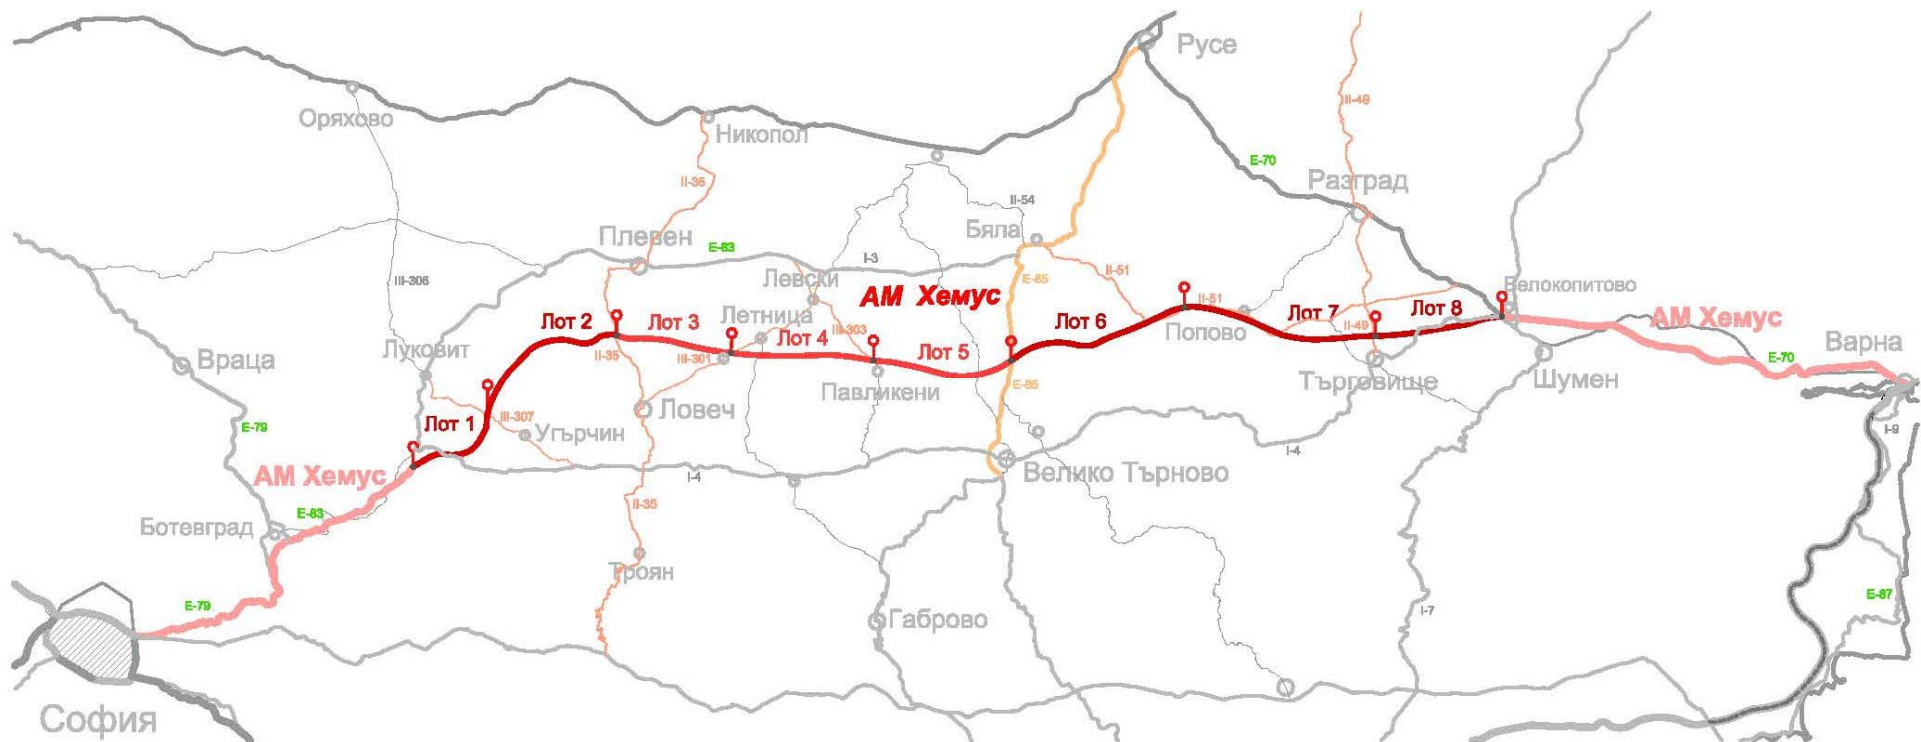 Русе
Оряхово
Никопол
II-49
E-70
Разград
II-35
II-54
Плевен
E-83
Бяла
I-3
Левски
E-85
II-51
III-306
АМ Хемус
Велокопитово
Лот 2
Лот 3
Летница
Лот 4
III-303
Лот 6
II-51
Попово
Лот 7
II-49
Лот 8
АМ Хемус
Варна
Враца
Луковит
II-35
III-301
Лот 5
E-85
Павликени
Търговище
Шумен
E-70
Лот 1
III-307
Угърчин
Ловеч
E-79
I-9
АМ Хемус
I-4
Велико Търново
I-4
Ботевград
E-83
II-35
Троян
E-79
Габрово
I-7
E-87
София